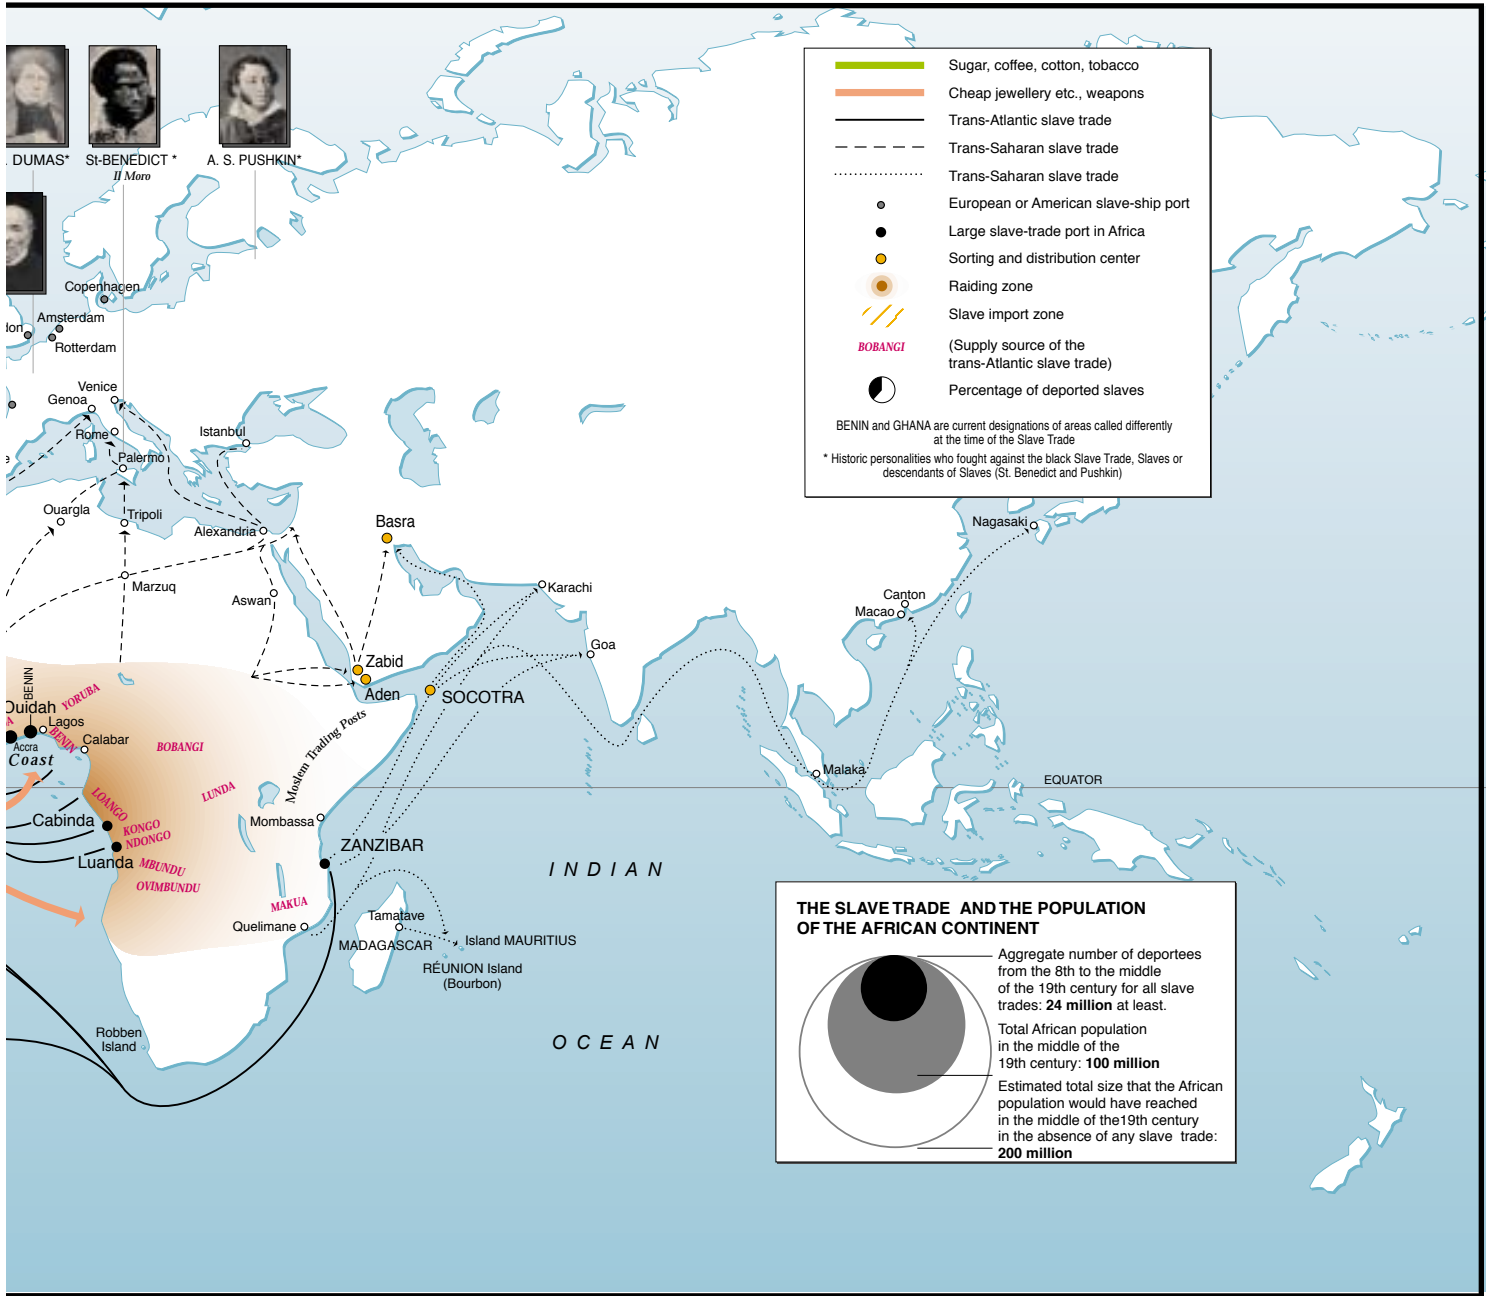 . DUMAS*
St-BENEDICT *
Il Moro
A. S. PUSHKIN*
Sugar, coffee, cotton, tobacco
Cheap jewellery etc., weapons
Trans-Atlantic slave trade
Trans-Saharan slave trade
Trans-Saharan slave trade
European or American slave-ship port
Large slave-trade port in Africa
Sorting and distribution center
Raiding zone
Slave import zone
BOBANGI
(Supply source of the
trans-Atlantic slave trade)
Percentage of deported slaves
BENIN and GHANA are current designations of areas called differently
at the time of the Slave Trade
* Historic personalities who fought against the black Slave Trade, Slaves or
descendants of Slaves (St. Benedict and Pushkin)
Copenhagen
Amsterdam
don
Rotterdam
Venice
Genoa
Rome
Istanbul
e
Palermo
Ouargla
Tripoli
Alexandria
Basra
Nagasaki
Marzuq
Aswan
Karachi
Canton
Macao
Goa
Zabid
Aden
SOCOTRA
BENIN
YORUBA
Ouidah
A
Lagos
BENIN
Calabar
Accra
Coast
BOBANGI
Moslem Trading Posts
LUNDA
Malaka
EQUATOR
LOANGO
Cabinda
KONGO
NDONGO
Mombassa
Luanda
MBUNDU
OVIMBUNDU
ZANZIBAR
INDIAN
MAKUA
Quelimane
Tamatave
MADAGASCAR
Island MAURITIUS
RÉUNION Island
(Bourbon)
Robben
Island
OCEAN
THE SLAVE TRADE AND THE POPULATION
OF THE AFRICAN CONTINENT
Aggregate number of deportees
from the 8th to the middle
of the 19th century for all slave
trades: 24 million at least.
Total African population
in the middle of the
19th century: 100 million
Estimated total size that the African
population would have reached
in the middle of the19th century
in the absence of any slave trade:
200 million